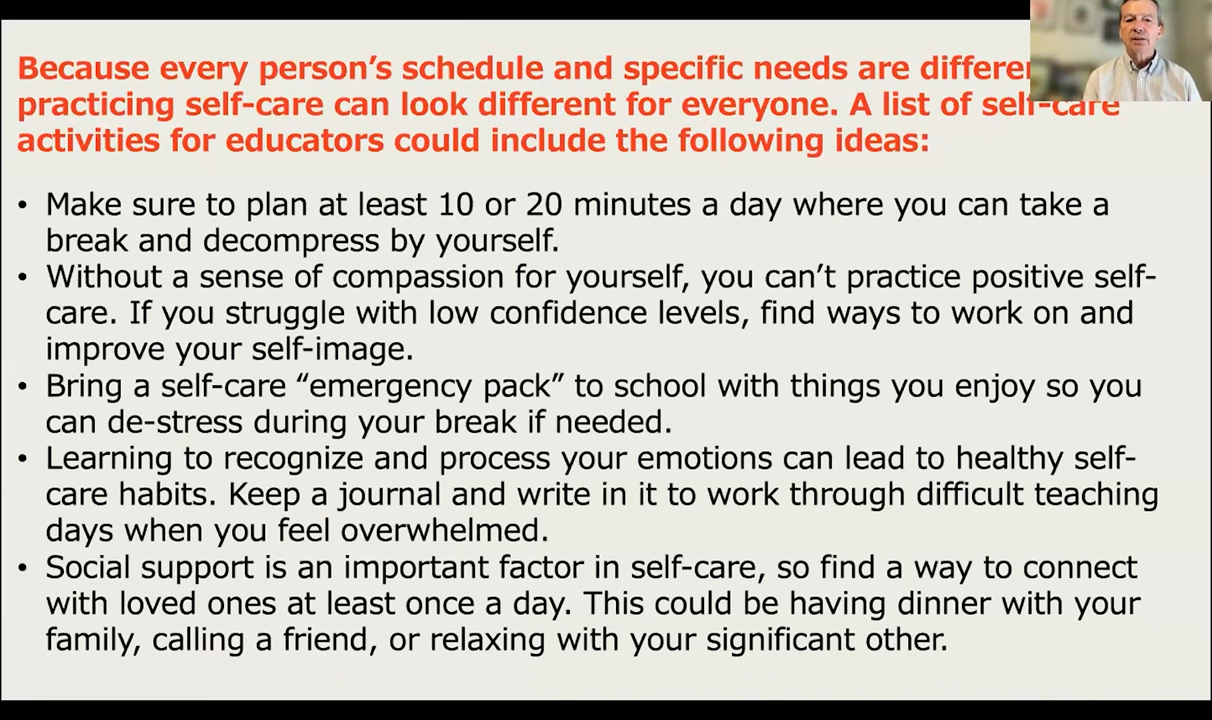 Because every person’s schedule and specific needs are differen
practicing self-care can look different for everyone. A list of self-care
activities for educators could include the following ideas:
• Make sure to plan at least 10 or 20 minutes a day where you can take a
break and decompress by yourself.
• Without a sense of compassion for yourself, you can’t practice positive self-
care. If you struggle with low confidence levels, find ways to work on and
improve your self-image.
• Bring a self-care “emergency pack” to school with things you enjoy so you
can de-stress during your break if needed.
• Learning to recognize and process your emotions can lead to healthy self-
care habits. Keep a journal and write in it to work through difficult teaching
days when you feel overwhelmed.
• Social support is an important factor in self-care, so find a way to connect
with loved ones at least once a day. This could be having dinner with your
family, calling a friend, or relaxing with your significant other.